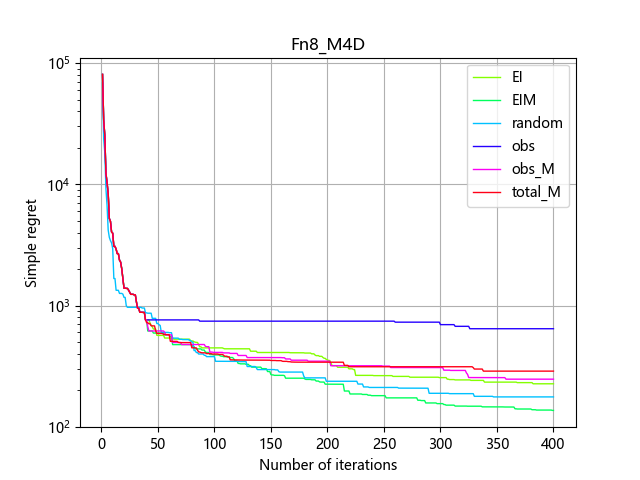 Fn8_M4D
Simple regret
10^5
10^4
10^3
10^2
EI
EIM
random
obs
obs_M
total_M
0 50 100 150 200 250 300 350 400
Number of iterations